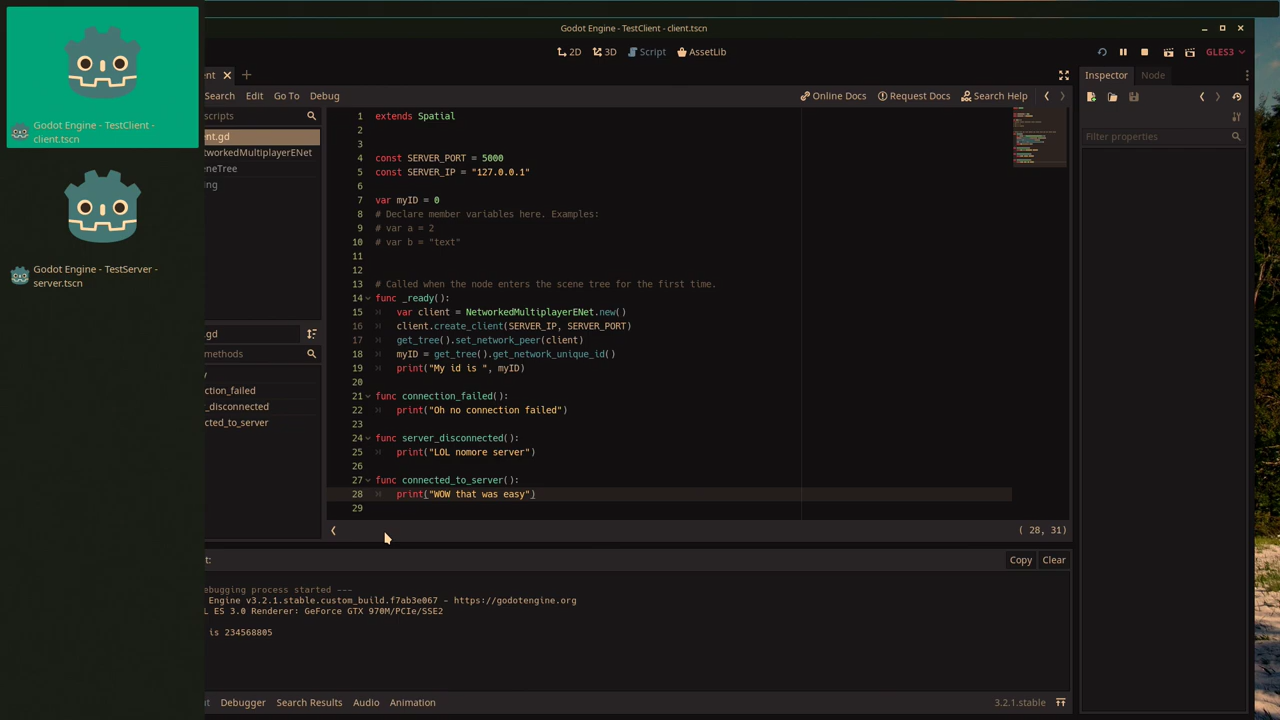 Godot Engine - TestClient - client.tscn
2D 3D Script AssetLib
GLES3
Godot Engine - TestClient -
client.tscn
Godot Engine - TestServer -
server.tscn
ent
Search Edit Go To Debug
Online Docs Request Docs Search Help
scripts
ent.gd
tworkedMultiplayerENet
eneTree
ing
.gd
methods
y
ction_failed
_disconnected
cted_to_server
1 extends Spatial
2
3
4 const SERVER_PORT = 5000
5 const SERVER_IP = "127.0.0.1"
6
7 var myID = 0
8 # Declare member variables here. Examples:
9 # var a = 2
10 # var b = "text"
11
12
13 # Called when the node enters the scene tree for the first time.
14 func _ready():
15 var client = NetworkedMultiplayerENet.new()
16 client.create_client(SERVER_IP, SERVER_PORT)
17 get_tree().set_network_peer(client)
18 myID = get_tree().get_network_unique_id()
19 print("My id is ", myID)
20
21 func connection_failed():
22 print("Oh no connection failed")
23
24 func server_disconnected():
25 print("LOL nomore server")
26
27 func connected_to_server():
28 print("WOW that was easy")
29
( 28, 31)
t:
Copy Clear
ebugging process started ---
Engine v3.2.1.stable.custom_build.f7ab3e067 - https://godotengine.org
L ES 3.0 Renderer: GeForce GTX 970M/PCIe/SSE2
is 234568805
ut Debugger Search Results Audio Animation
3.2.1.stable
Inspector Node
Filter properties